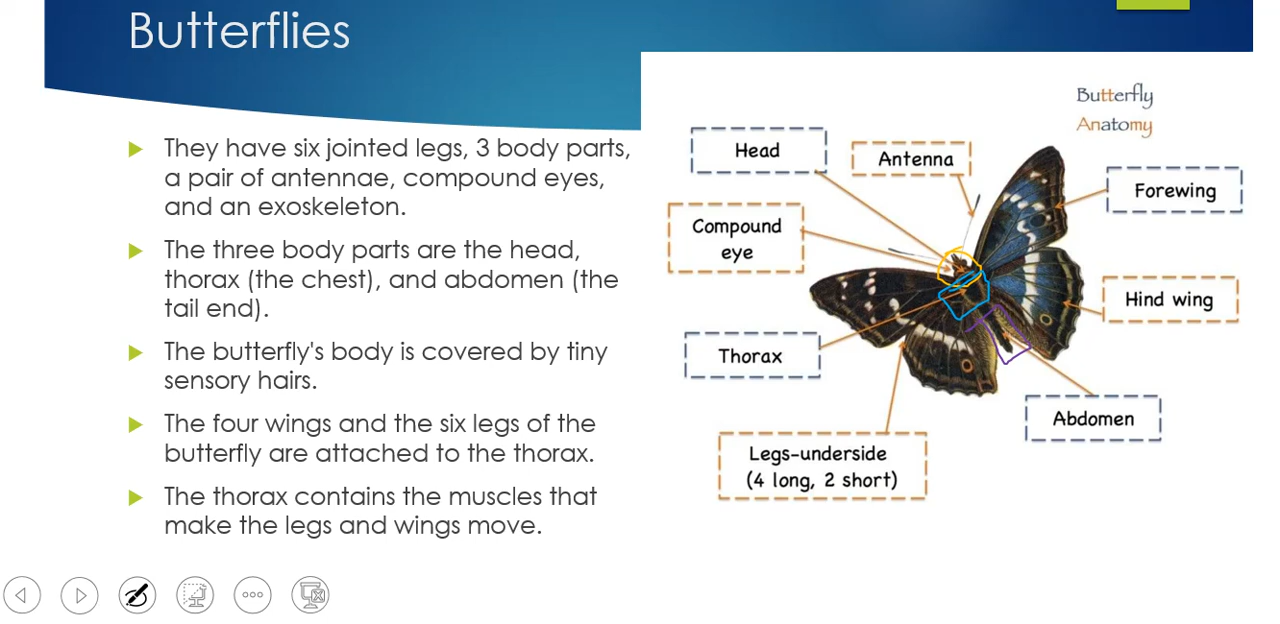 Butterflies
They have six jointed legs, 3 body parts,
a pair of antennae, compound eyes,
and an exoskeleton.
The three body parts are the head,
thorax (the chest), and abdomen (the
tail end).
The butterfly's body is covered by tiny
sensory hairs.
The four wings and the six legs of the
butterfly are attached to the thorax.
The thorax contains the muscles that
make the legs and wings move.
Butterfly
Anatomy
Head
Antenna
Forewing
Compound
eye
Hind wing
Thorax
Abdomen
Legs-underside
(4 long, 2 short)